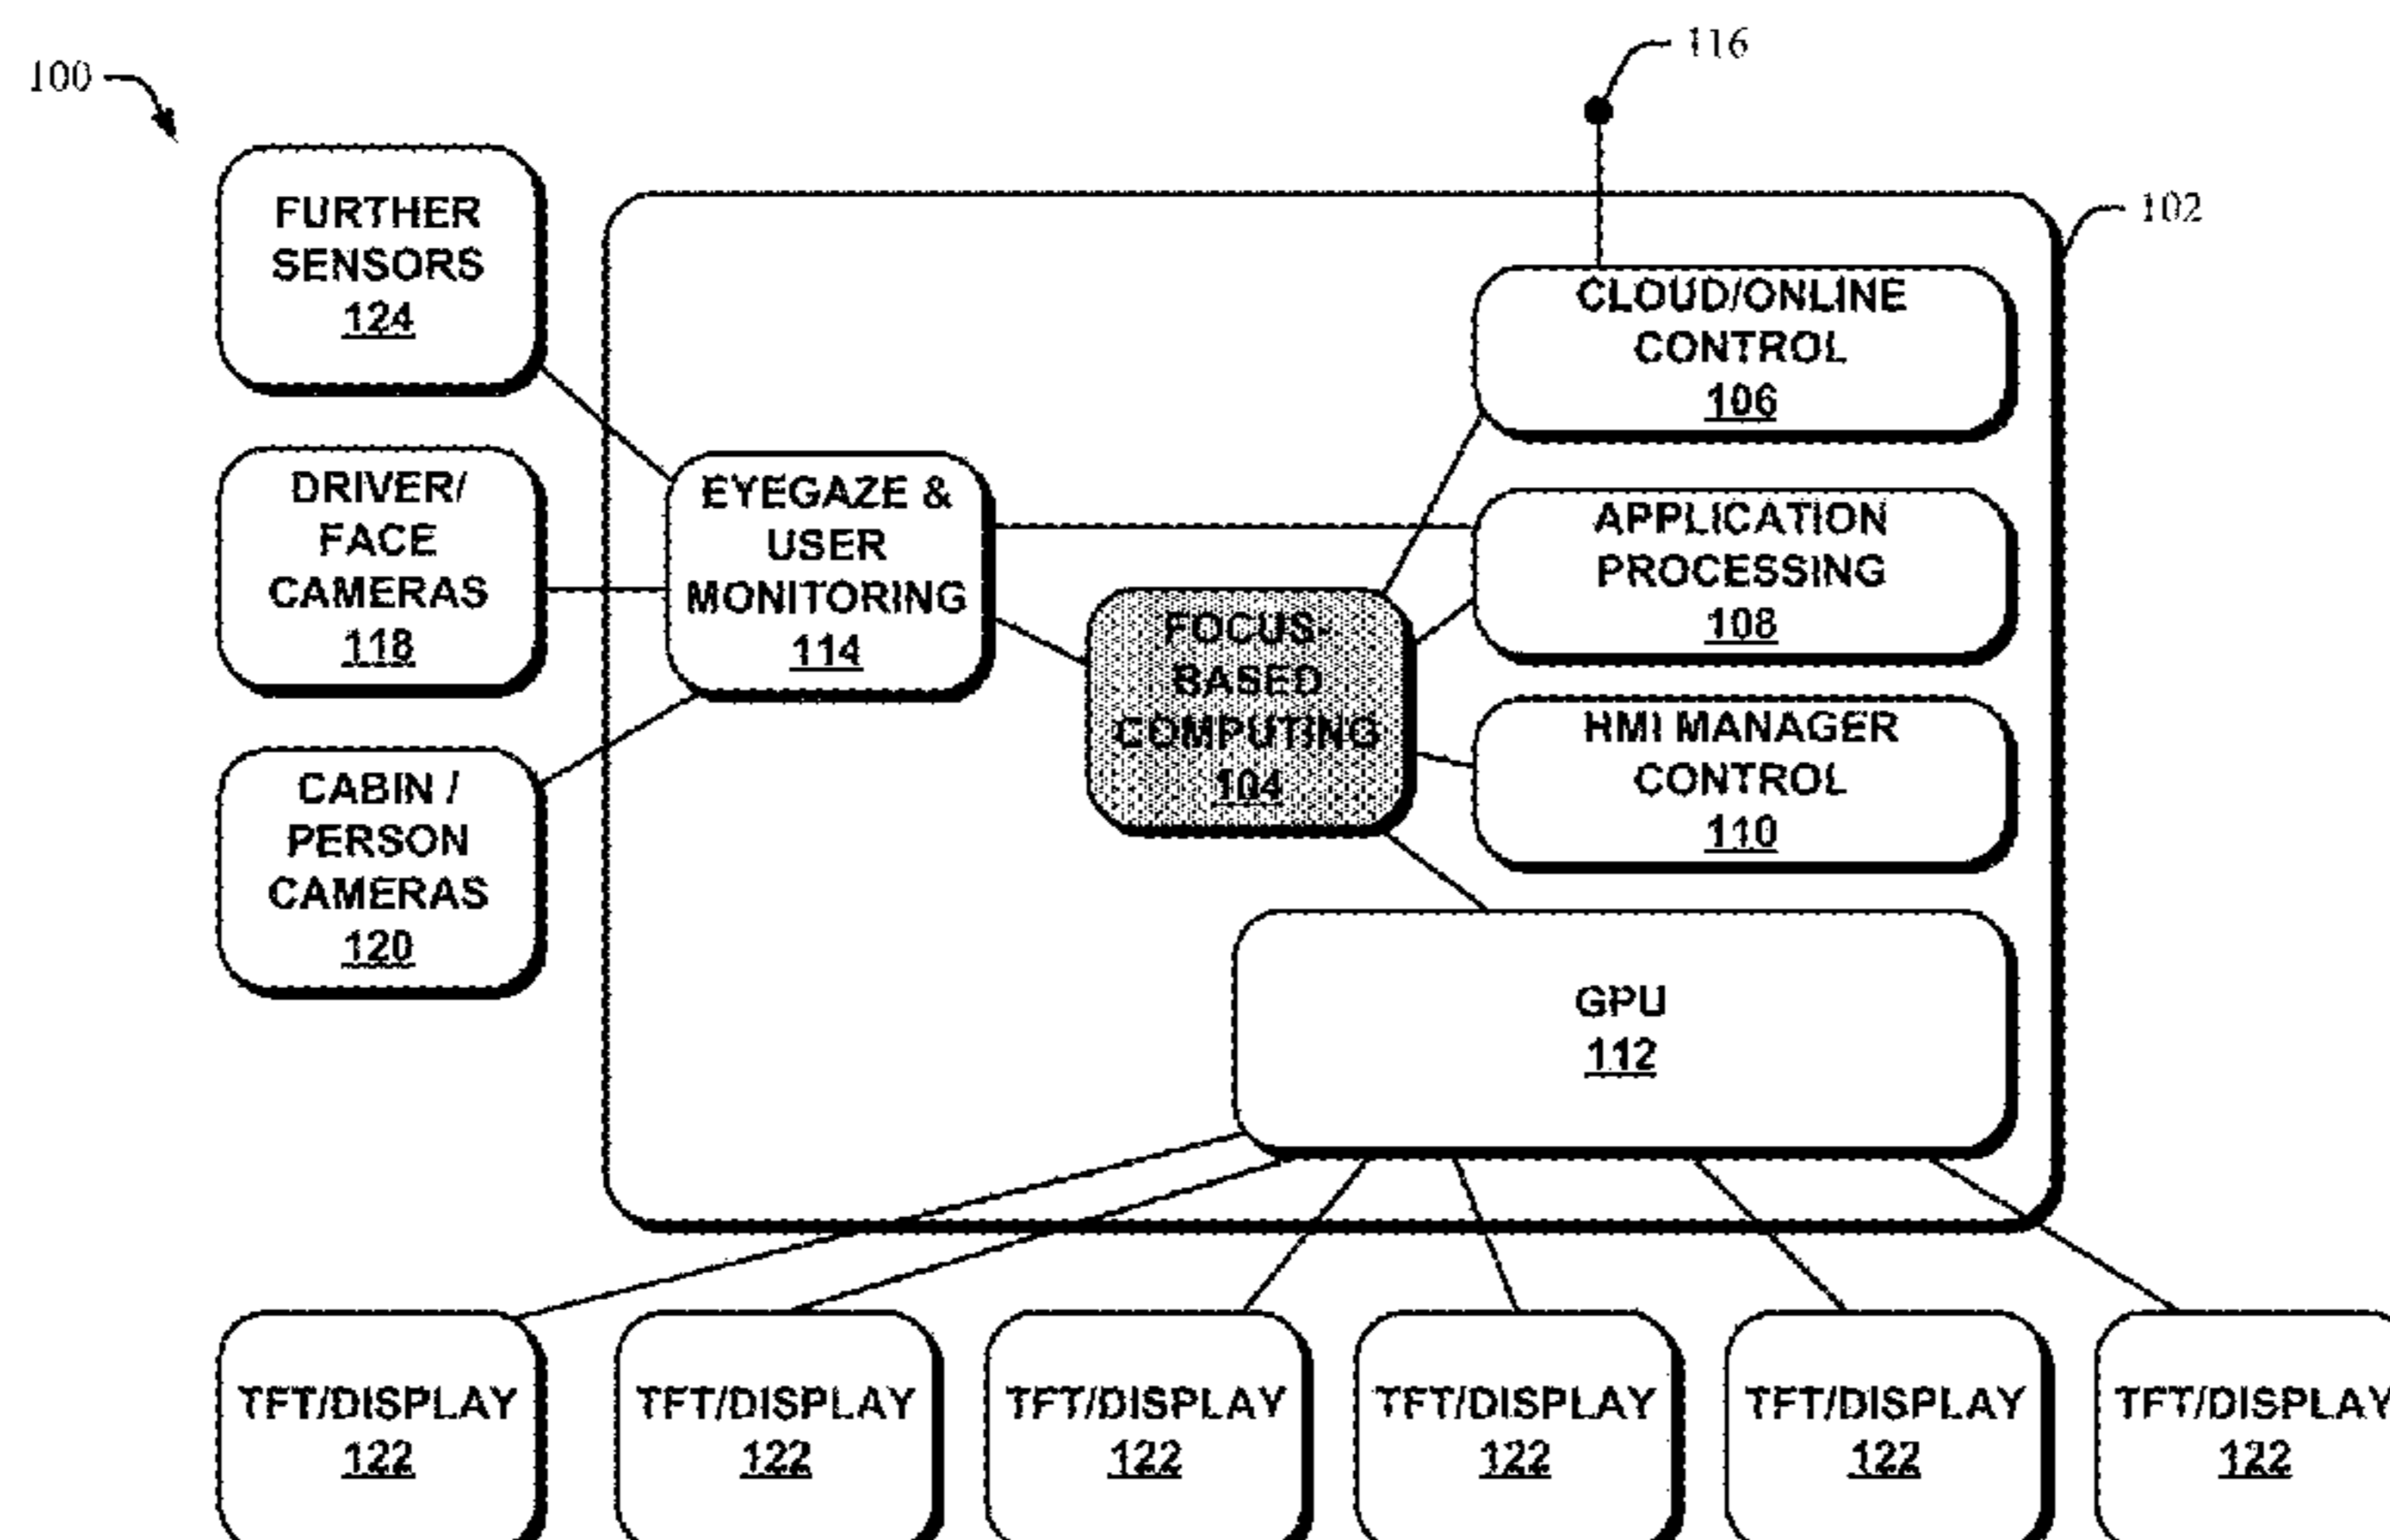 100
116
102
FURTHER
SENSORS
124
CLOUD/ONLINE
CONTROL
106
DRIVER/
FACE
CAMERAS
118
EYEGAZE &
USER
MONITORING
114
APPLICATION
PROCESSING
108
FOCUS-
BASED
COMPUTING
104
HMI MANAGER
CONTROL
110
CABIN /
PERSON
CAMERAS
120
GPU
112
TFT/DISPLAY
122
TFT/DISPLAY
122
TFT/DISPLAY
122
TFT/DISPLAY
122
TFT/DISPLAY
122
TFT/DISPLAY
122